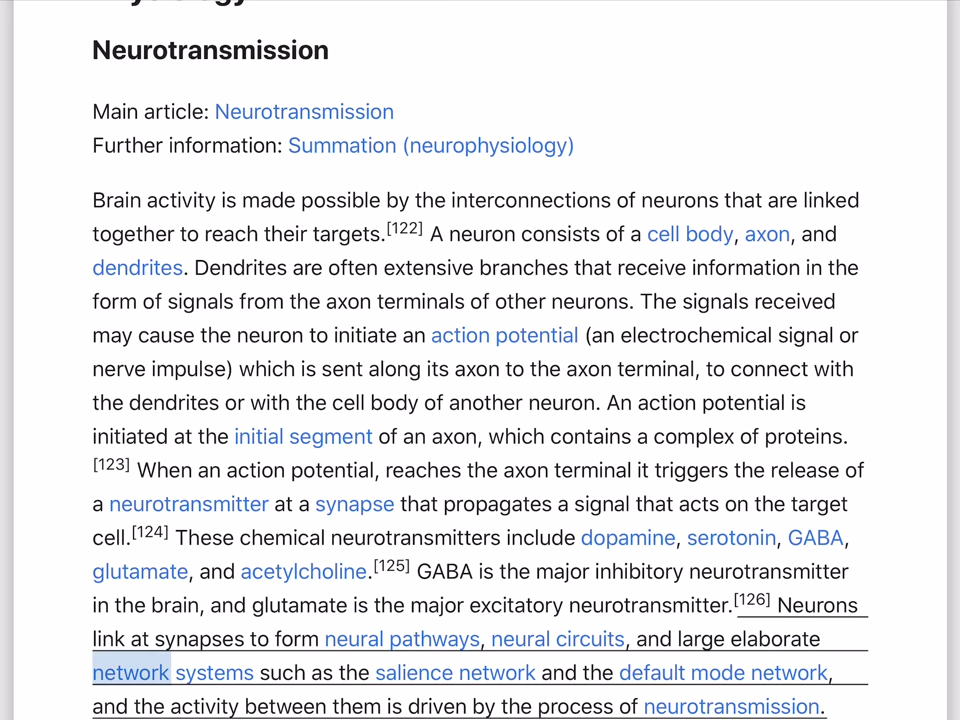 Neurotransmission
Main article: Neurotransmission
Further information: Summation (neurophysiology)
Brain activity is made possible by the interconnections of neurons that are linked
together to reach their targets.[122] A neuron consists of a cell body, axon, and
dendrites. Dendrites are often extensive branches that receive information in the
form of signals from the axon terminals of other neurons. The signals received
may cause the neuron to initiate an action potential (an electrochemical signal or
nerve impulse) which is sent along its axon to the axon terminal, to connect with
the dendrites or with the cell body of another neuron. An action potential is
initiated at the initial segment of an axon, which contains a complex of proteins.
[123] When an action potential, reaches the axon terminal it triggers the release of
a neurotransmitter at a synapse that propagates a signal that acts on the target
cell.[124] These chemical neurotransmitters include dopamine, serotonin, GABA,
glutamate, and acetylcholine.[125] GABA is the major inhibitory neurotransmitter
in the brain, and glutamate is the major excitatory neurotransmitter.[126] Neurons
link at synapses to form neural pathways, neural circuits, and large elaborate
network systems such as the salience network and the default mode network,
and the activity between them is driven by the process of neurotransmission.